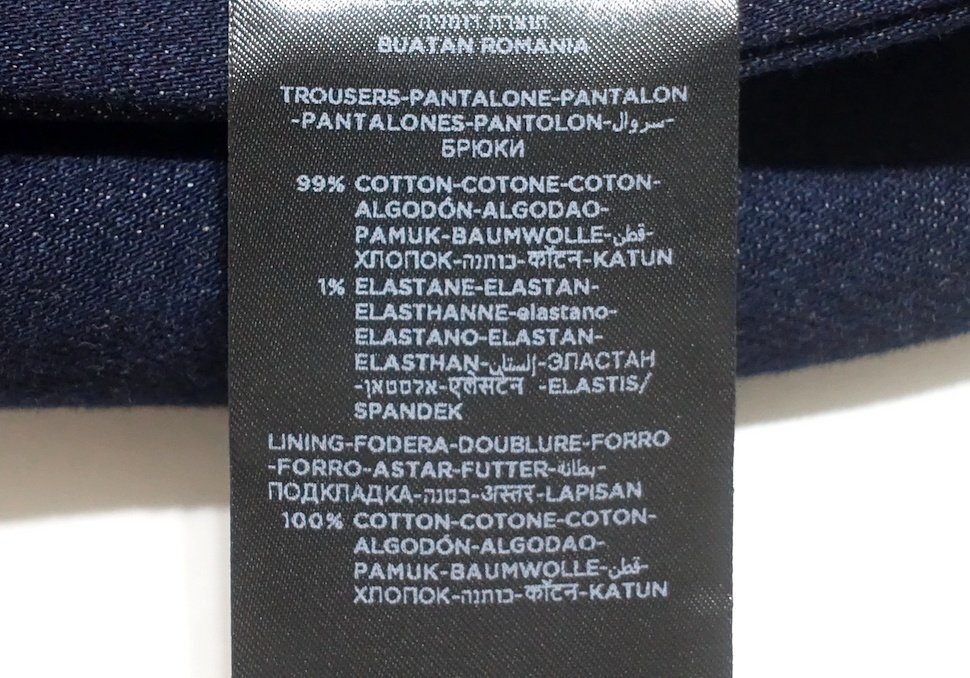 תוצרת רומניה
BUATAN ROMANIA
TROUSERS-PANTALONE-PANTALON
-PANTALONES-PANTOLON-سروال-
БРЮКИ
99% COTTON-COTONE-COTON-
ALGODÓN-ALGODAO-
PAMUK-BAUMWOLLE-قطن-
ХЛОПОК-כותנה-कॉटन-KATUN
1% ELASTANE-ELASTAN-
ELASTHANNE-elastano-
ELASTANO-ELASTAN-
ELASTHAN-إلستان-ЭЛАСТАН
-אלסטאן-एलेसटेन -ELASTIS/
SPANDEK
LINING-FODERA-DOUBLURE-FORRO
-FORRO-ASTAR-FUTTER-بطانة-
ПОДКЛАДКА-בטנה-अस्तर-LAPISAN
100% COTTON-COTONE-COTON-
ALGODÓN-ALGODAO-
PAMUK-BAUMWOLLE-قطن-
ХЛОПОК-כותנה-कॉटन-KATUN